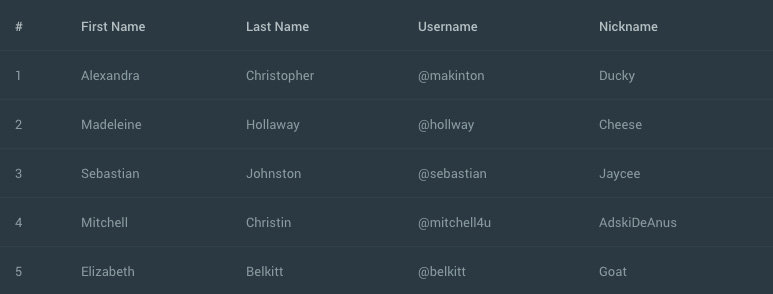 # First Name Last Name Username Nickname
1 Alexandra Christopher @makinton Ducky
2 Madeleine Hollaway @hollway Cheese
3 Sebastian Johnston @sebastian Jaycee
4 Mitchell Christin @mitchell4u AdskiDeAnus
5 Elizabeth Belkitt @belkitt Goat